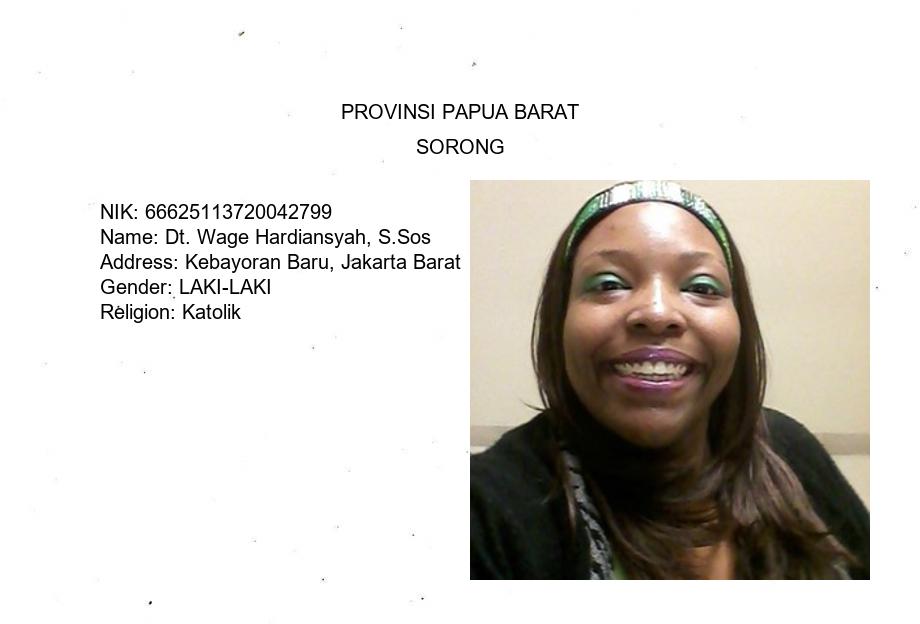 PROVINSI PAPUA BARAT
SORONG
NIK: 66625113720042799
Name: Dt. Wage Hardiansyah, S.Sos
Address: Kebayoran Baru, Jakarta Barat
Gender: LAKI-LAKI
Religion: Katolik